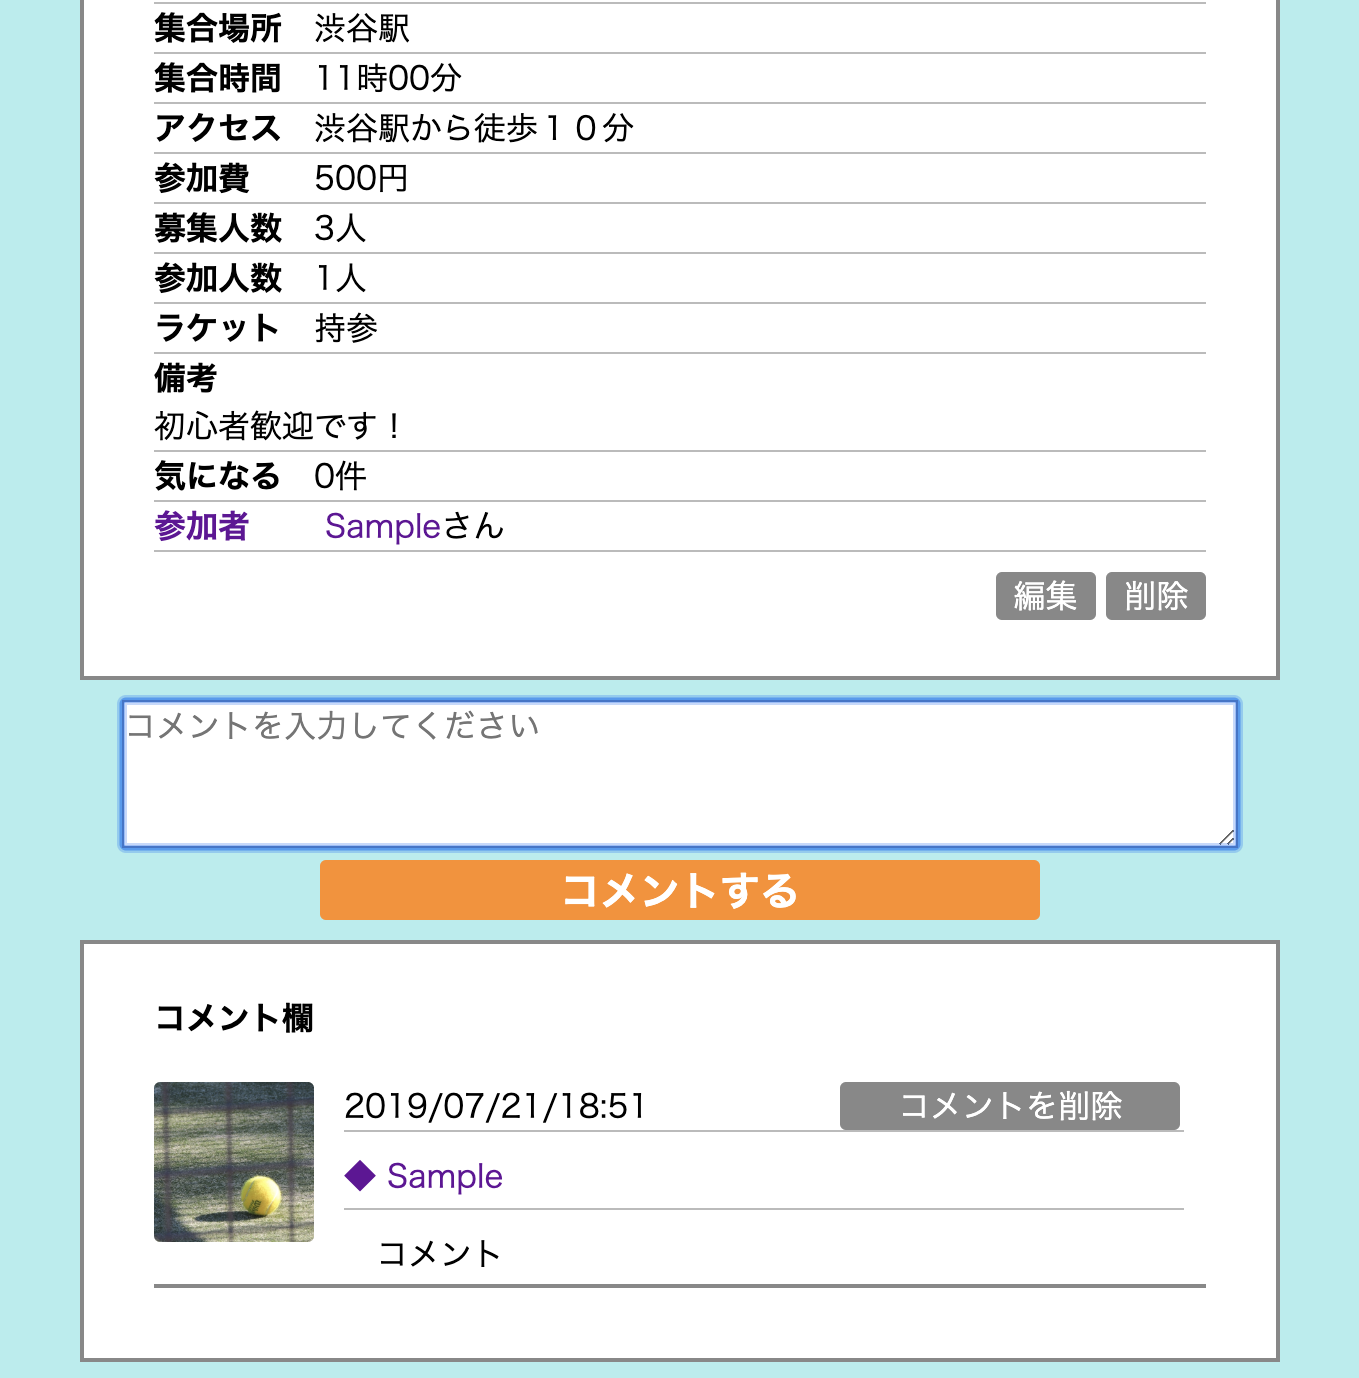 集合場所 渋谷駅
集合時間 11時00分
アクセス 渋谷駅から徒歩１０分
参加費 500円
募集人数 3人
参加人数 1人
ラケット 持参
備考
初心者歓迎です！
気になる 0件
参加者 Sampleさん
編集 削除
コメントを入力してください
コメントする
コメント欄
2019/07/21/18:51 コメントを削除
◆ Sample
コメント